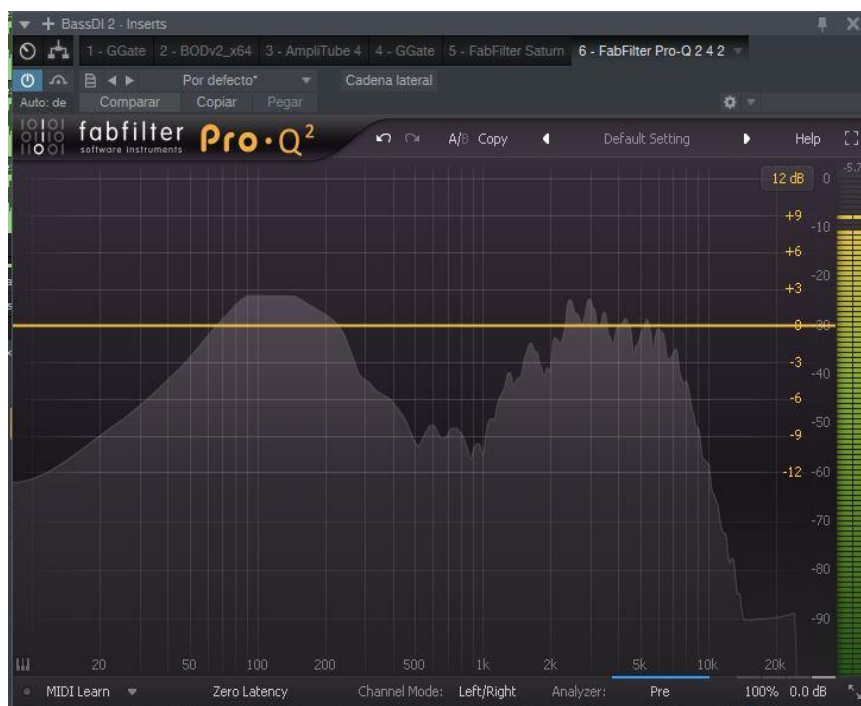 BassDI 2 - Inserts
1 - GGate 2 - BODv2_x64 3 - AmpliTube 4 4 - GGate 5 - FabFilter Saturn 6 - FabFilter Pro-Q 2 4 2
Por defecto* Cadena lateral
Auto: de Comparar Copiar Pegar
fabfilter Pro·Q2
software instruments
A/B Copy Default Setting Help
12 dB 0 -5.7
+9 -10
+6
-20
+3
0 -30
-3
-40
-6
-9 -50
-12 -60
-70
-80
-90
20 50 100 200 500 1k 2k 5k 10k 20k
MIDI Learn Zero Latency Channel Mode: Left/Right Analyzer: Pre 100% 0.0 dB